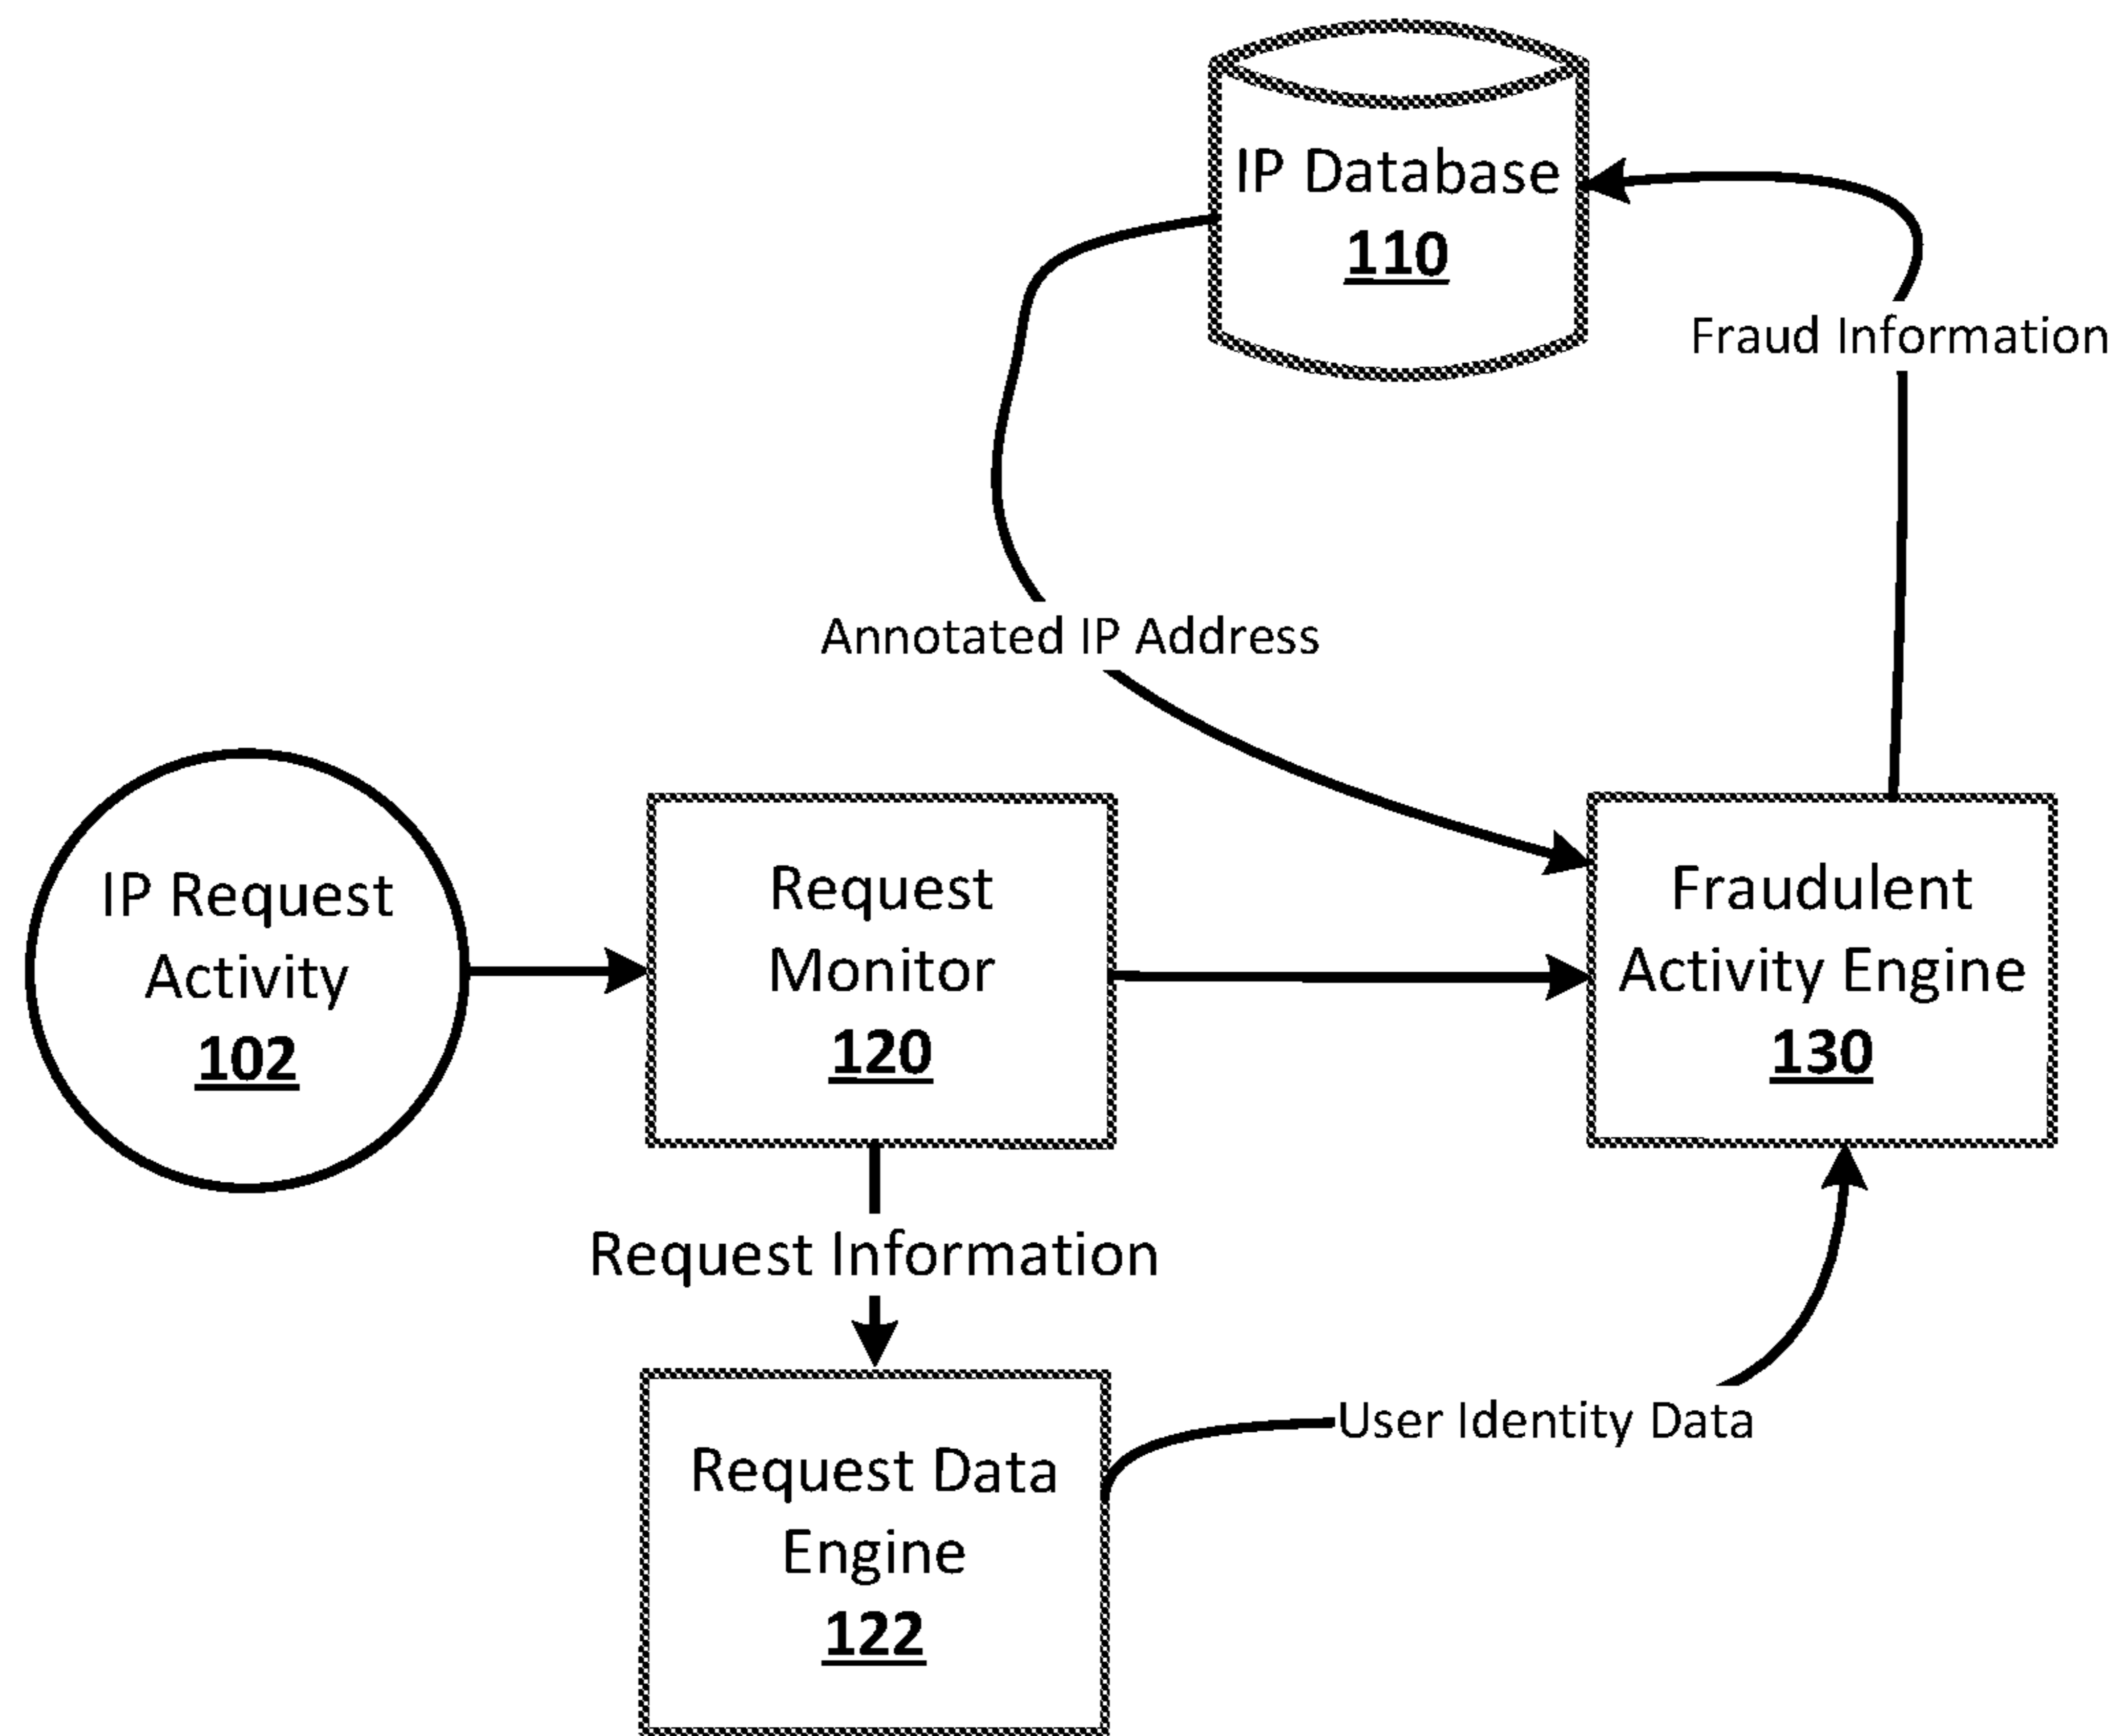 IP Database
110
Fraud Information
Annotated IP Address
IP Request
Activity
102
Request
Monitor
120
Fraudulent
Activity Engine
130
Request Information
User Identity Data
Request Data
Engine
122